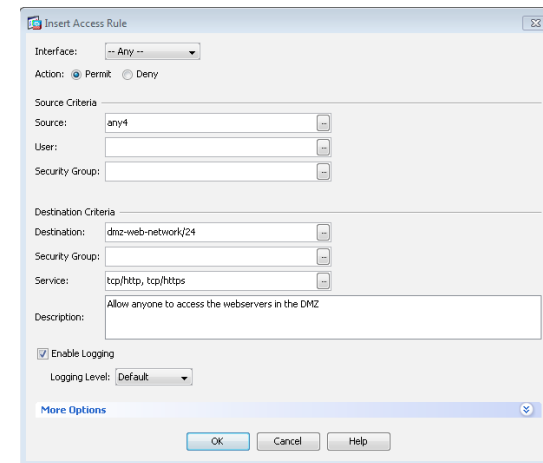 Insert Access Rule
Interface: -- Any --
Action: Permit Deny
Source Criteria
Source: any4
User:
Security Group:
Destination Criteria
Destination: dmz-web-network/24
Security Group:
Service: tcp/http, tcp/https
Allow anyone to access the webservers in the DMZ
Description:
Enable Logging
Logging Level: Default
More Options
OK Cancel Help